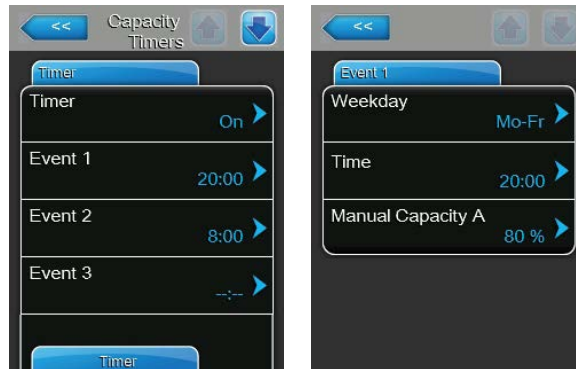 <<
Capacity
Timers
Timer
Timer
On
Event 1
20:00
Event 2
8:00
Event 3
--:--
Timer
<<
Event 1
Weekday
Mo-Fr
Time
20:00
Manual Capacity A
80 %